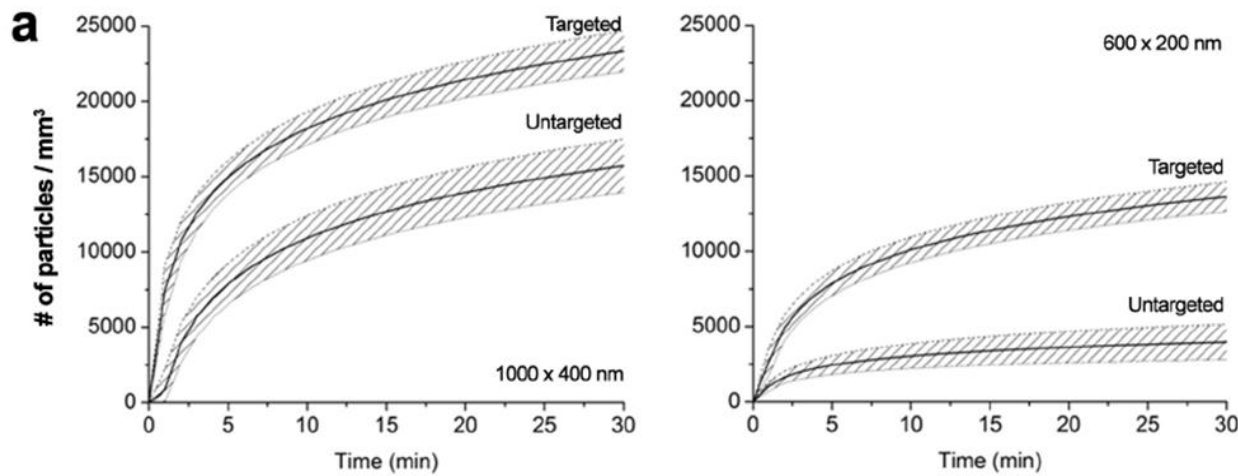 a
# of particles / mm³
25000
20000
15000
10000
5000
0
0 5 10 15 20 25 30
Time (min)
Targeted
Untargeted
1000 x 400 nm
25000
20000
15000
10000
5000
0
0 5 10 15 20 25 30
Time (min)
600 x 200 nm
Targeted
Untargeted